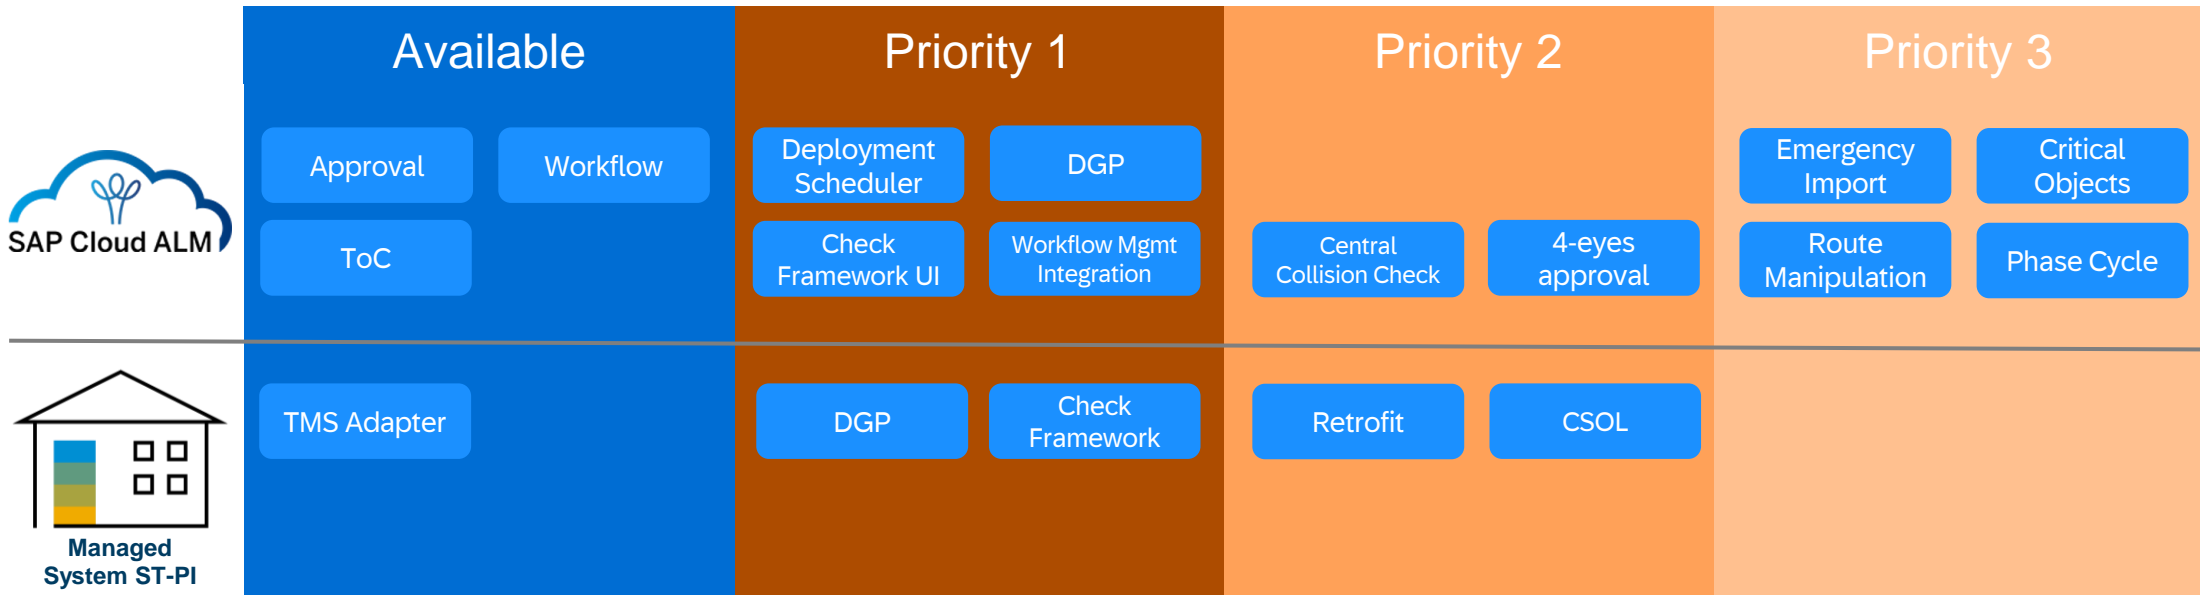 Available
Priority 1
Priority 2
Priority 3
SAP Cloud ALM
Approval
Workflow
ToC
Deployment
Scheduler
DGP
Check
Framework UI
Workflow Mgmt
Integration
Central
Collision Check
4-eyes
approval
Emergency
Import
Critical
Objects
Route
Manipulation
Phase Cycle
Managed
System ST-PI
TMS Adapter
DGP
Check
Framework
Retrofit
CSOL